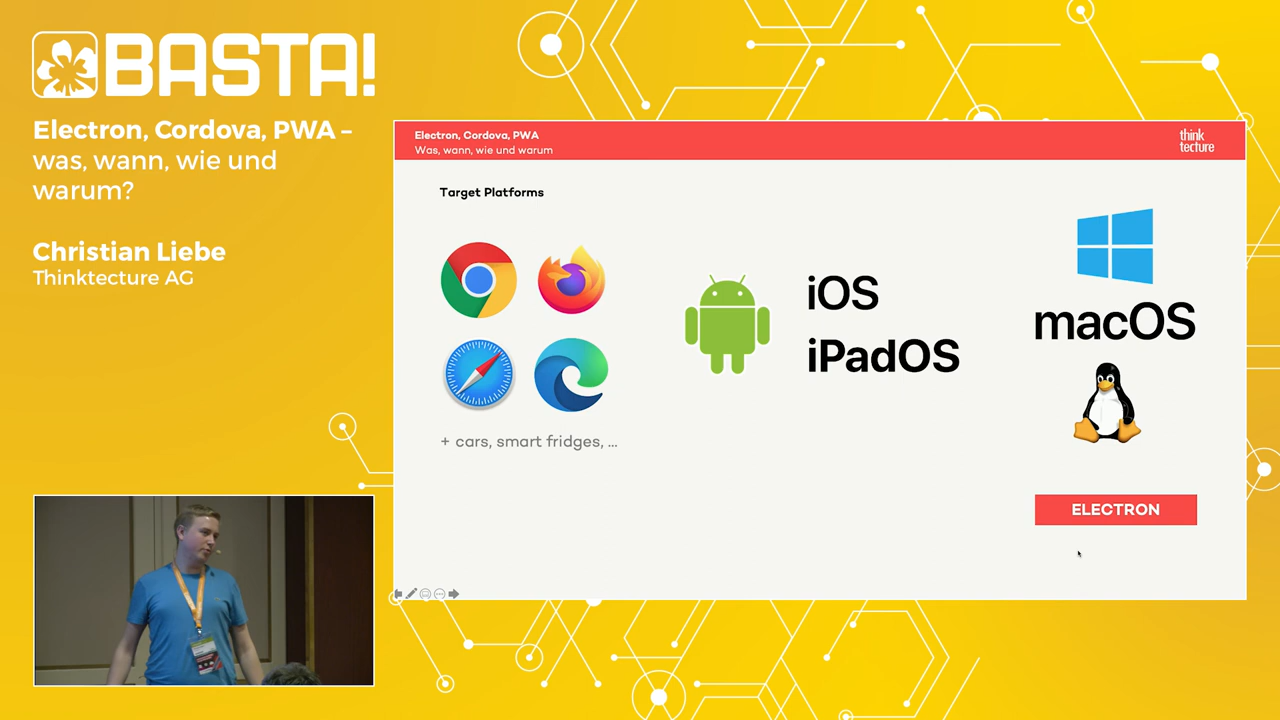 BASTA!
Electron, Cordova, PWA –
was, wann, wie und
warum?
Christian Liebe
Thinktecture AG
Electron, Cordova, PWA
Was, wann, wie und warum
think
tecture
Target Platforms
iOS
iPadOS
macOS
+ cars, smart fridges, ...
ELECTRON